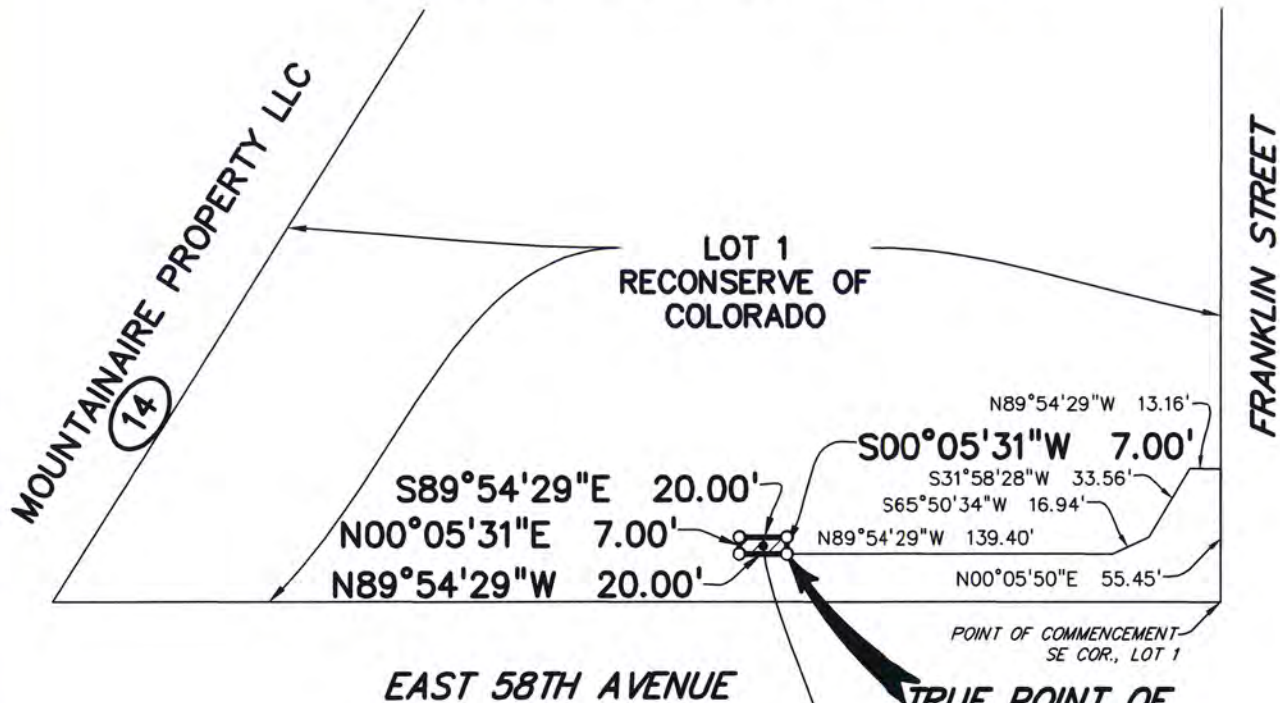 MOUNTAINAIRE PROPERTY LLC
14
LOT 1
RECONSERVE OF
COLORADO
FRANKLIN STREET
N89°54'29"W 13.16'
S00°05'31"W 7.00'
S31°58'28"W 33.56'
S65°50'34"W 16.94'
N89°54'29"W 139.40'
N00°05'50"E 55.45'
S89°54'29"E 20.00'
N00°05'31"E 7.00'
N89°54'29"W 20.00'
POINT OF COMMENCEMENT
SE COR., LOT 1
EAST 58TH AVENUE
TRUE POINT OF